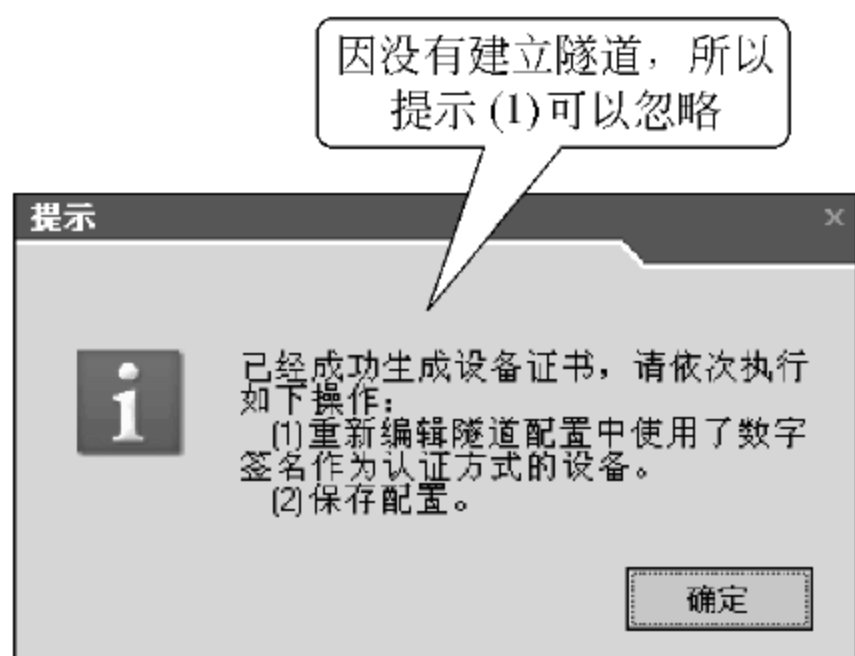 因没有建立隧道，所以
提示(1)可以忽略
提示
x
已经成功生成设备证书，请依次执行
如下操作：
(1)重新编辑隧道配置中使用了数字
签名作为认证方式的设备。
(2)保存配置。
i
确定